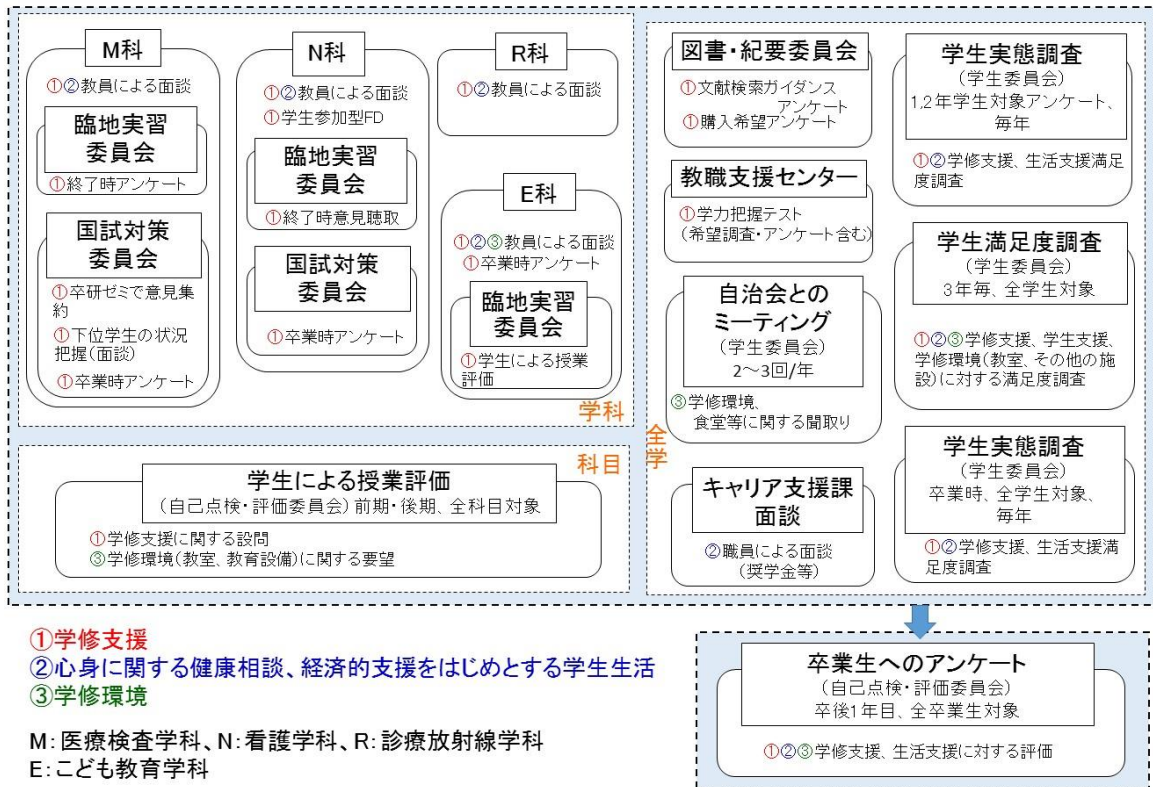 M科
①②教員による面談
臨地実習
委員会
①終了時アンケート
国試対策
委員会
①卒研ゼミで意見集
約
①下位学生の状況
把握(面談)
①卒業時アンケート
N科
①②教員による面談
①学生参加型FD
臨地実習
委員会
①終了時意見聴取
国試対策
委員会
①卒業時アンケート
R科
①②教員による面談
E科
①②③教員による面談
①卒業時アンケート
臨地実習
委員会
①学生による授業
評価
学科
科目
学生による授業評価
(自己点検・評価委員会)前期・後期、全科目対象
①学修支援に関する設問
③学修環境(教室、教育設備)に関する要望
全
学
図書・紀要委員会
①文献検索ガイダンス
アンケート
①購入希望アンケート
教職支援センター
①学力把握テスト
(希望調査・アンケート含む)
自治会との
ミーティング
(学生委員会)
2～3回/年
③学修環境、
食堂等に関する聞取り
キャリア支援課
面談
②職員による面談
(奨学金等)
学生実態調査
(学生委員会)
1,2年学生対象アンケート、
毎年
①②学修支援、生活支援満足
度調査
学生満足度調査
(学生委員会)
3年毎、全学生対象
①②③学修支援、学生支援、
学修環境(教室、その他の施
設)に対する満足度調査
学生実態調査
(学生委員会)
卒業時、全学生対象、
毎年
①②学修支援、生活支援満
足度調査
①学修支援
②心身に関する健康相談、経済的支援をはじめとする学生生活
③学修環境
M:医療検査学科、N:看護学科、R:診療放射線学科
E:こども教育学科
卒業生へのアンケート
(自己点検・評価委員会)
卒後1年目、全卒業生対象
①②③学修支援、生活支援に対する評価